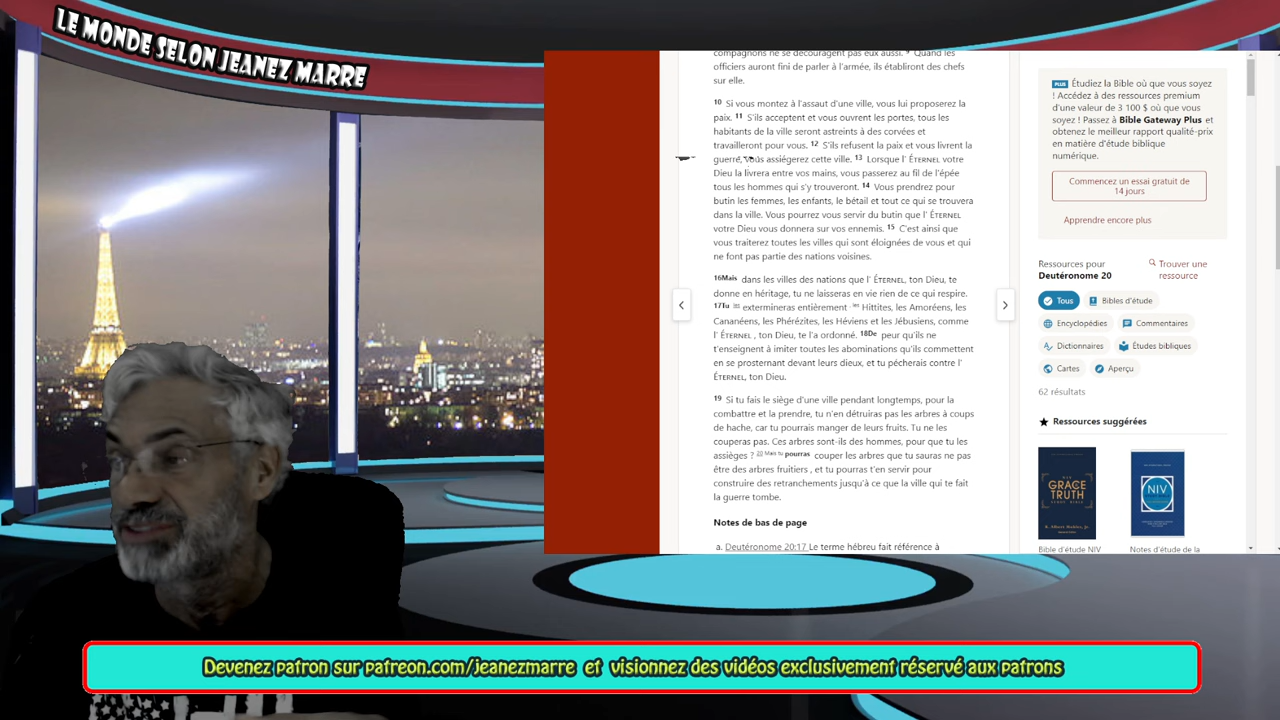 LE MONDE SELON JEANEZ MARRE
compagnons ne se découragent pas eux aussi. 9 Quand les
officiers auront fini de parler à l'armée, ils établiront des chefs
sur elle.
10 Si vous montez à l'assaut d'une ville, vous lui proposerez la
paix. 11 S'ils acceptent et vous ouvrent les portes, tous les
habitants de la ville seront astreints à des corvées et
travailleront pour vous. 12 S'ils refusent la paix et vous livrent la
guerre, vous assiégerez cette ville. 13 Lorsque l' ÉTERNEL votre
Dieu la livrera entre vos mains, vous passerez au fil de l'épée
tous les hommes qui s'y trouveront. 14 Vous prendrez pour
butin les femmes, les enfants, le bétail et tout ce qui se trouvera
dans la ville. Vous pourrez vous servir du butin que l' ÉTERNEL
votre Dieu vous donnera sur vos ennemis. 15 C'est ainsi que
vous traiterez toutes les villes qui sont éloignées de vous et qui
ne font pas partie des nations voisines.
16Mais dans les villes des nations que l' ÉTERNEL, ton Dieu, te
donne en héritage, tu ne laisseras en vie rien de ce qui respire.
17Tu les extermineras entièrement les Hittites, les Amoréens, les
Cananéens, les Phérézites, les Héviens et les Jébusiens, comme
l' ÉTERNEL , ton Dieu, te l'a ordonné. 18De peur qu'ils ne
t'enseignent à imiter toutes les abominations qu'ils commettent
en se prosternant devant leurs dieux, et tu pécherais contre l'
ÉTERNEL, ton Dieu.
19 Si tu fais le siège d'une ville pendant longtemps, pour la
combattre et la prendre, tu n'en détruiras pas les arbres à coups
de hache, car tu pourrais manger de leurs fruits. Tu ne les
couperas pas. Ces arbres sont-ils des hommes, pour que tu les
assièges ? 20 Mais tu pourras couper les arbres que tu sauras ne pas
être des arbres fruitiers , et tu pourras t'en servir pour
construire des retranchements jusqu'à ce que la ville qui te fait
la guerre tombe.
Notes de bas de page
a. Deutéronome 20:17 Le terme hébreu fait référence à
PLUS Étudiez la Bible où que vous soyez
! Accédez à des ressources premium
d'une valeur de 3 100 $ où que vous
soyez ! Passez à Bible Gateway Plus et
obtenez le meilleur rapport qualité-prix
en matière d'étude biblique
numérique.
Commencez un essai gratuit de
14 jours
Apprendre encore plus
Ressources pour
Deutéronome 20
Trouver une
ressource
Tous
Bibles d'étude
Encyclopédies
Commentaires
Dictionnaires
Études bibliques
Cartes
Aperçu
62 résultats
Ressources suggérées
GRACE
TRUTH
NIV
Bible d'étude NIV
Notes d'étude de la
Devenez patron sur patreon.com/jeanezmarre et visionnez des vidéos exclusivement réservé aux patrons